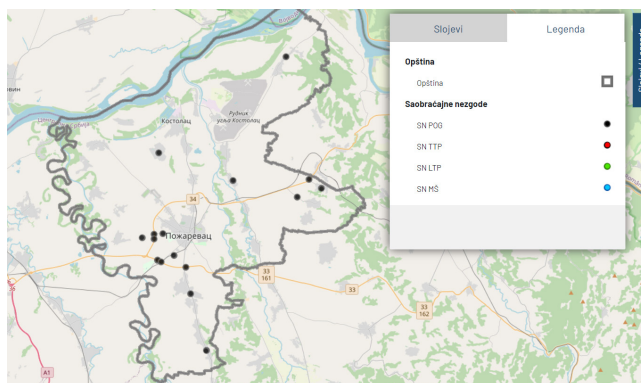 Slojevi
Legenda
Opština
Opština
Saobraćajne nezgode
SN POG
SN TTP
SN LTP
SN MŠ
Рудник
угља Костолац
Костолац
34
Пожаревац
33
161
33
33
162
A1